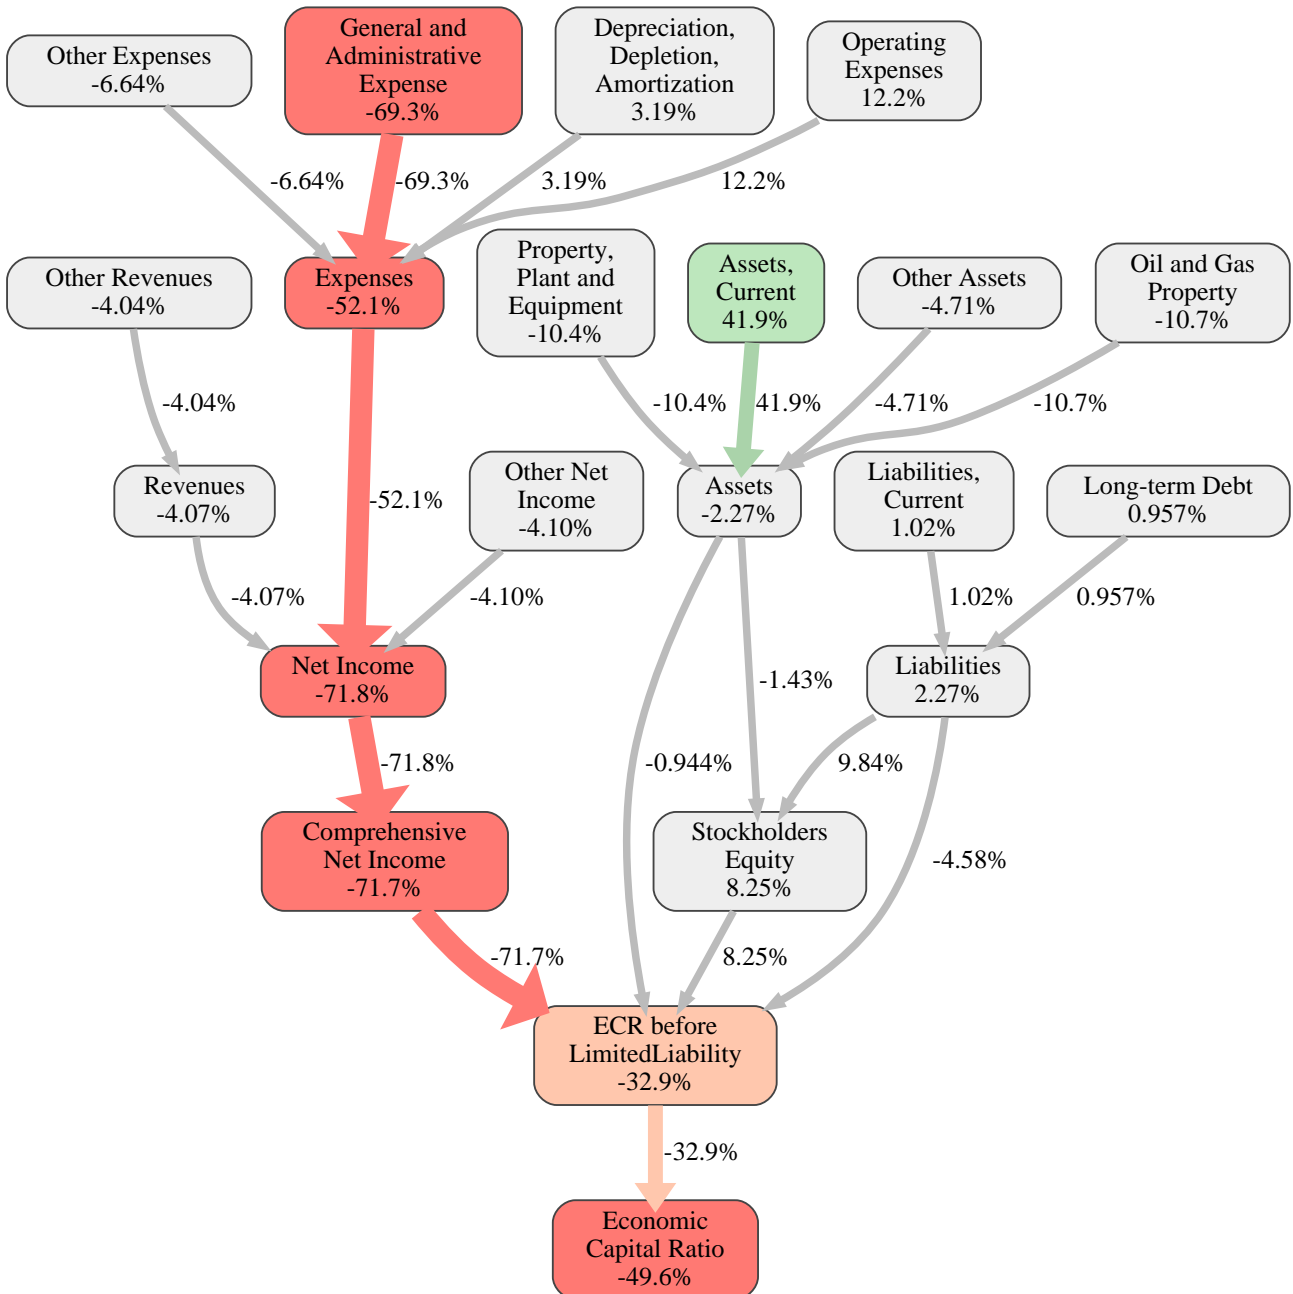 Other Expenses
-6.64%
General and
Administrative
Expense
-69.3%
Depreciation,
Depletion,
Amortization
3.19%
Operating
Expenses
12.2%
-6.64%
-69.3%
3.19%
12.2%
Other Revenues
-4.04%
Expenses
-52.1%
Property,
Plant and
Equipment
-10.4%
Assets,
Current
41.9%
Other Assets
-4.71%
Oil and Gas
Property
-10.7%
-4.04%
-10.4%
41.9%
-4.71%
-10.7%
Revenues
-4.07%
-52.1%
Other Net
Income
-4.10%
Assets
-2.27%
Liabilities,
Current
1.02%
Long-term Debt
0.957%
-4.07%
-4.10%
1.02%
0.957%
Net Income
-71.8%
-1.43%
Liabilities
2.27%
-71.8%
-0.944%
9.84%
Comprehensive
Net Income
-71.7%
Stockholders
Equity
8.25%
-4.58%
-71.7%
8.25%
ECR before
LimitedLiability
-32.9%
-32.9%
Economic
Capital Ratio
-49.6%